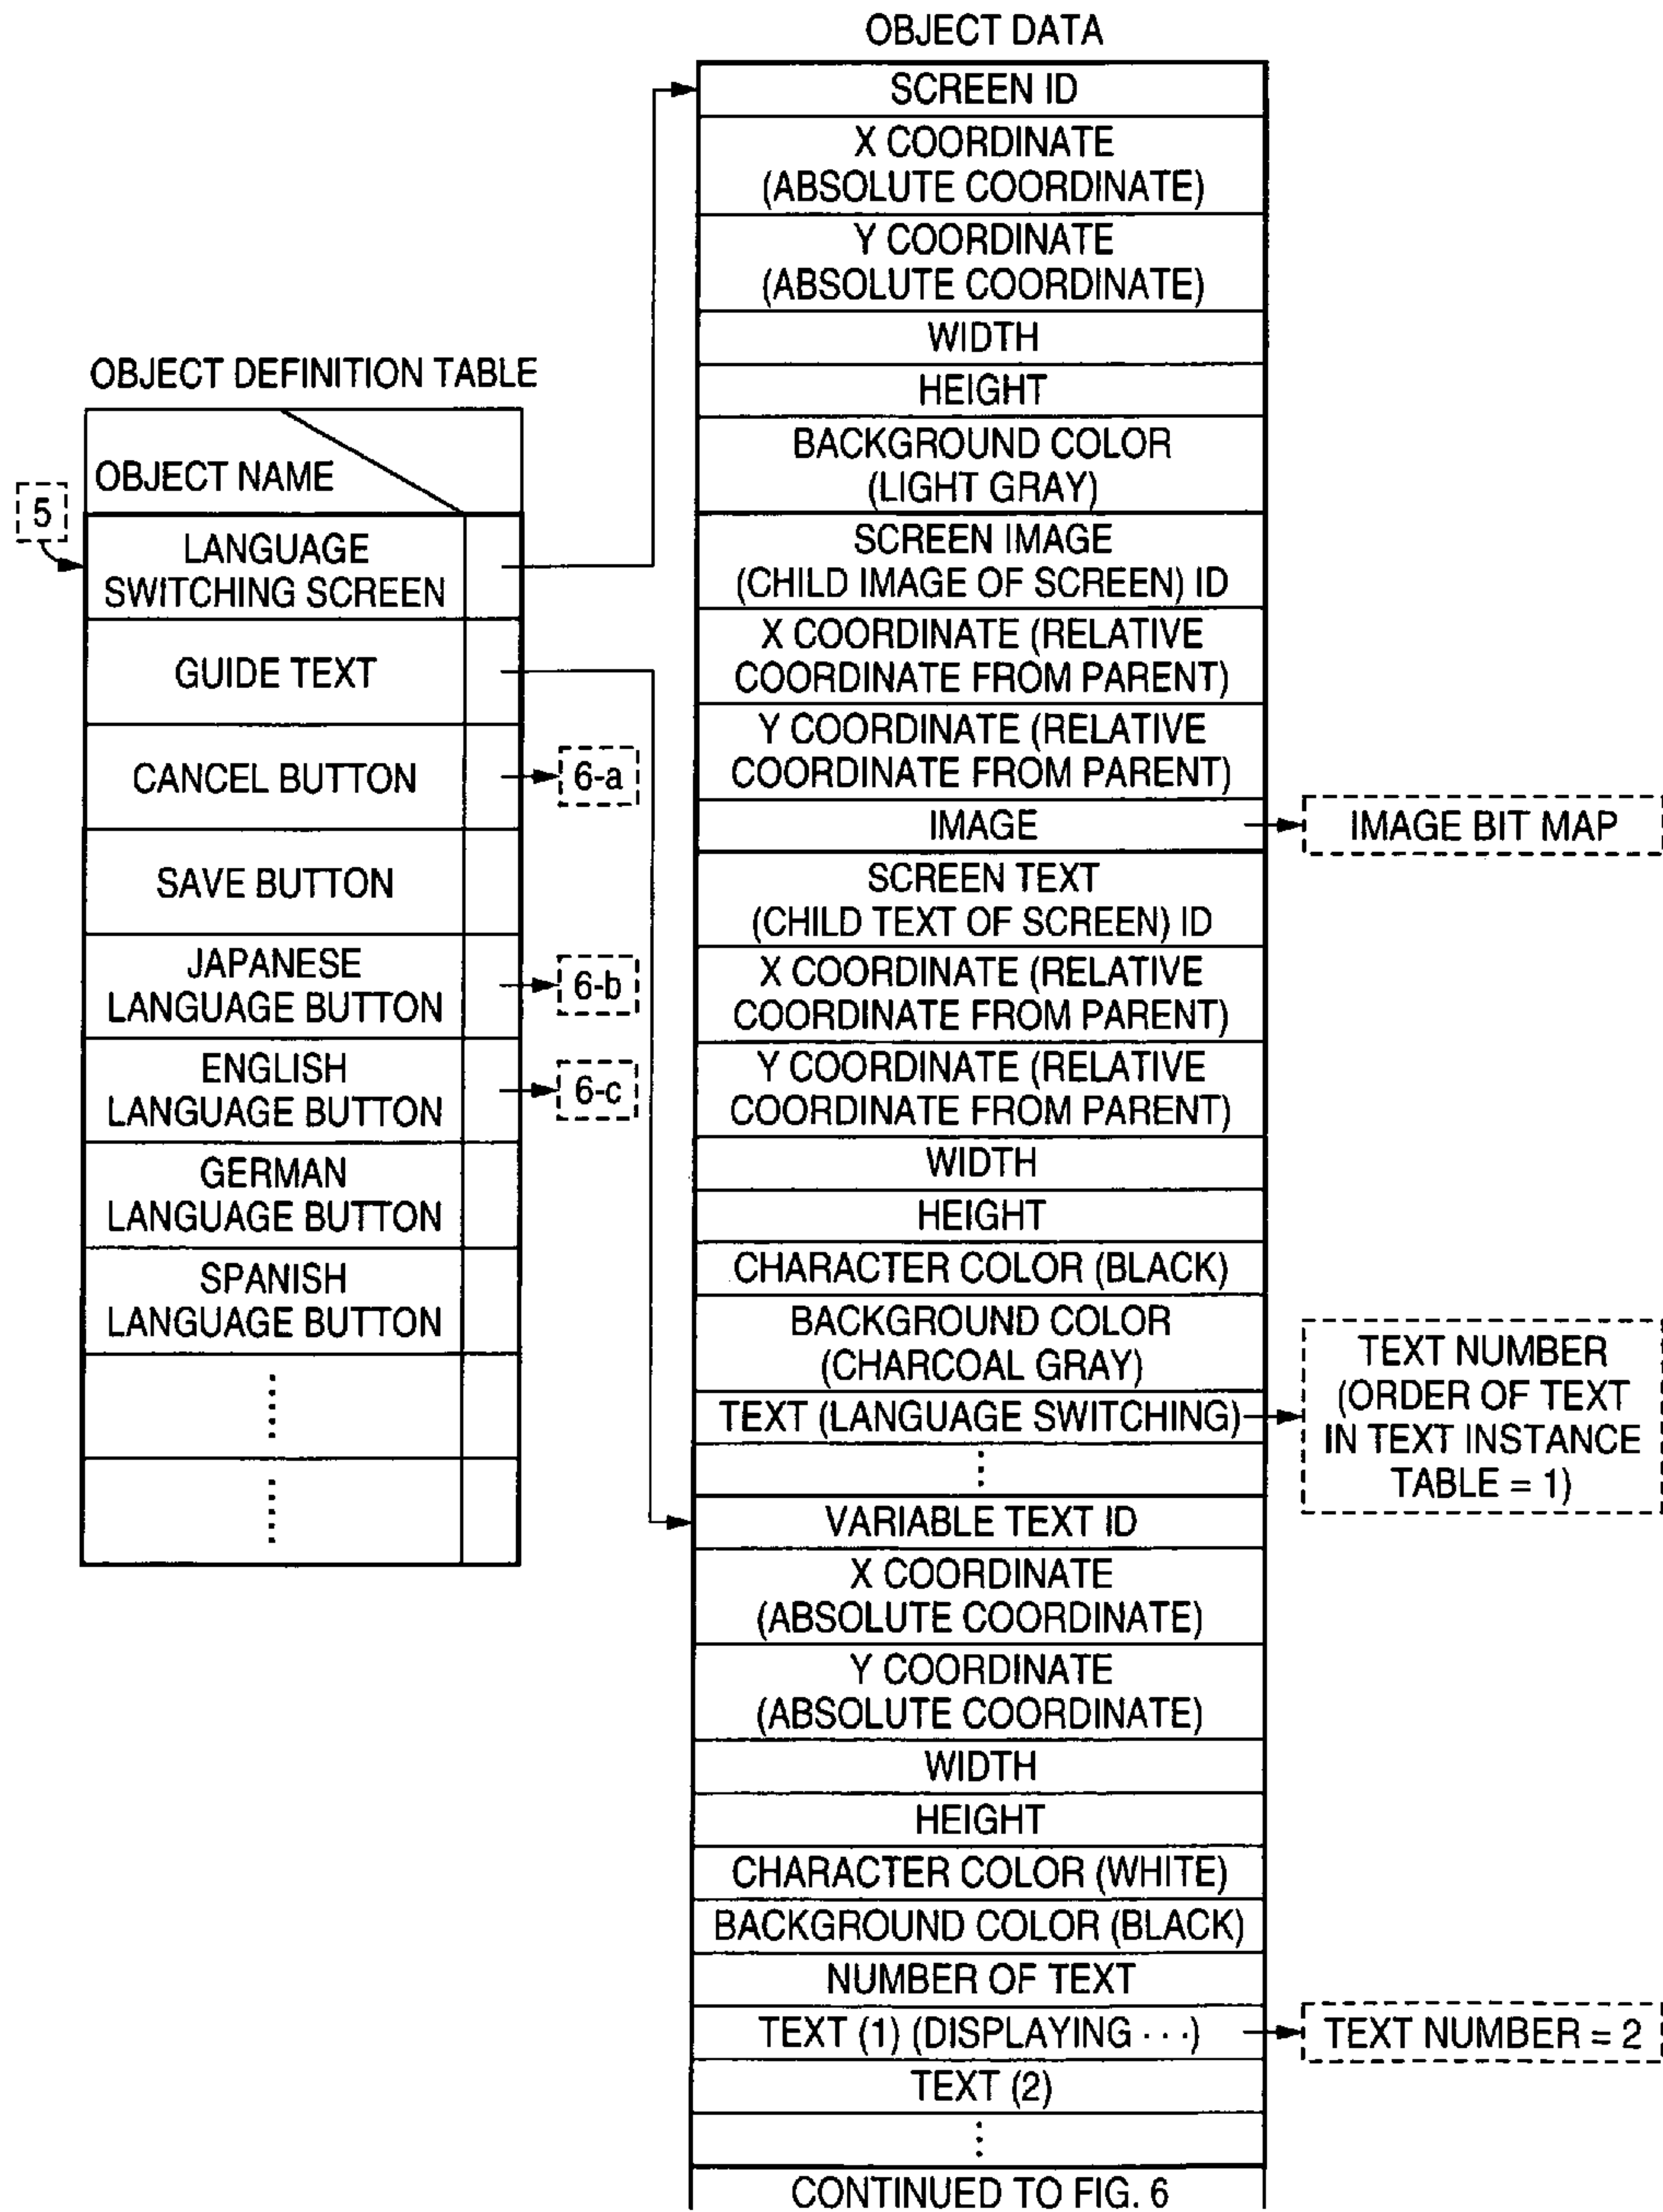 OBJECT DEFINITION TABLE
OBJECT NAME
5
LANGUAGE
SWITCHING SCREEN
GUIDE TEXT
CANCEL BUTTON
6-a
SAVE BUTTON
JAPANESE
LANGUAGE BUTTON
6-b
ENGLISH
LANGUAGE BUTTON
6-c
GERMAN
LANGUAGE BUTTON
SPANISH
LANGUAGE BUTTON
OBJECT DATA
SCREEN ID
X COORDINATE
(ABSOLUTE COORDINATE)
Y COORDINATE
(ABSOLUTE COORDINATE)
WIDTH
HEIGHT
BACKGROUND COLOR
(LIGHT GRAY)
SCREEN IMAGE
(CHILD IMAGE OF SCREEN) ID
X COORDINATE (RELATIVE
COORDINATE FROM PARENT)
Y COORDINATE (RELATIVE
COORDINATE FROM PARENT)
IMAGE
IMAGE BIT MAP
SCREEN TEXT
(CHILD TEXT OF SCREEN) ID
X COORDINATE (RELATIVE
COORDINATE FROM PARENT)
Y COORDINATE (RELATIVE
COORDINATE FROM PARENT)
WIDTH
HEIGHT
CHARACTER COLOR (BLACK)
BACKGROUND COLOR
(CHARCOAL GRAY)
TEXT (LANGUAGE SWITCHING)
TEXT NUMBER
(ORDER OF TEXT
IN TEXT INSTANCE
TABLE = 1)
VARIABLE TEXT ID
X COORDINATE
(ABSOLUTE COORDINATE)
Y COORDINATE
(ABSOLUTE COORDINATE)
WIDTH
HEIGHT
CHARACTER COLOR (WHITE)
BACKGROUND COLOR (BLACK)
NUMBER OF TEXT
TEXT (1) (DISPLAYING · · ·)
TEXT NUMBER = 2
TEXT (2)
CONTINUED TO FIG. 6